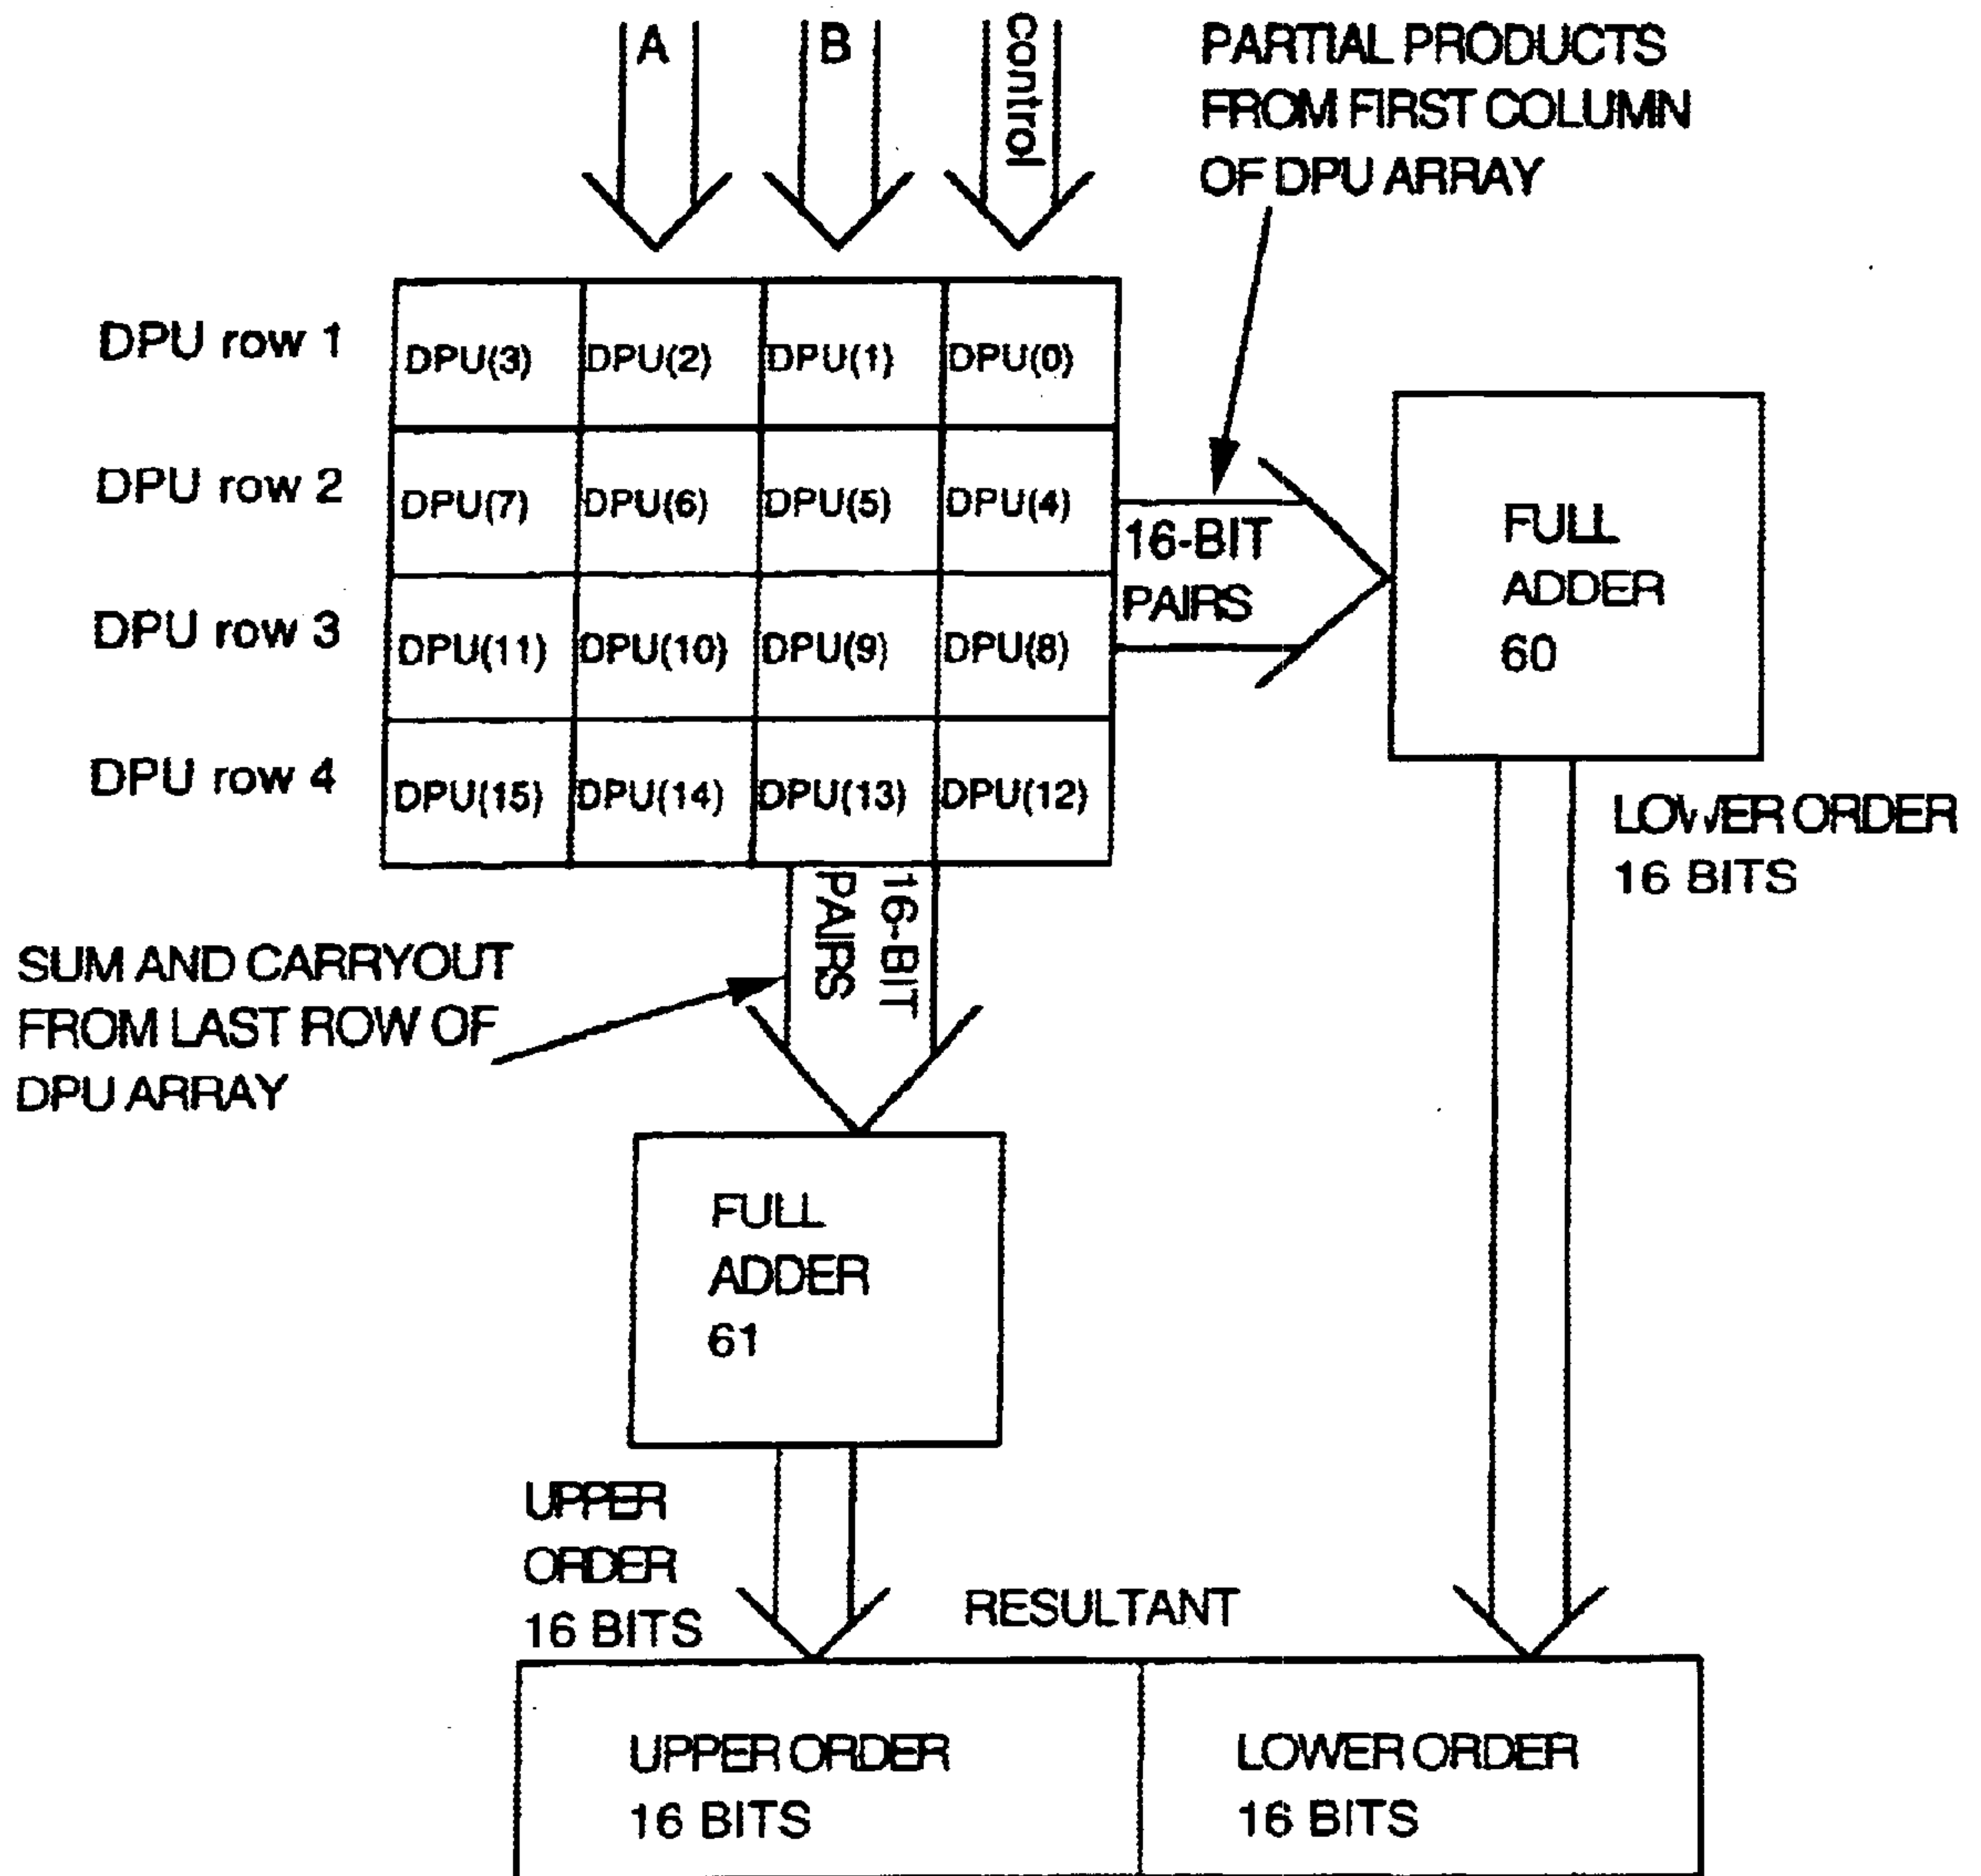 A
B
control
PARTIAL PRODUCTS
FROM FIRST COLUMN
OF DPU ARRAY
DPU row 1
DPU(3)
DPU(2)
DPU(1)
DPU(0)
DPU row 2
DPU(7)
DPU(6)
DPU(5)
DPU(4)
16-BIT
PAIRS
FULL
ADDER
60
DPU row 3
DPU(11)
DPU(10)
DPU(9)
DPU(8)
DPU row 4
DPU(15)
DPU(14)
DPU(13)
DPU(12)
LOWER ORDER
16 BITS
16-BIT
PAIRS
SUM AND CARRYOUT
FROM LAST ROW OF
DPU ARRAY
FULL
ADDER
61
UPPER
ORDER
16 BITS
RESULTANT
UPPER ORDER
16 BITS
LOWER ORDER
16 BITS